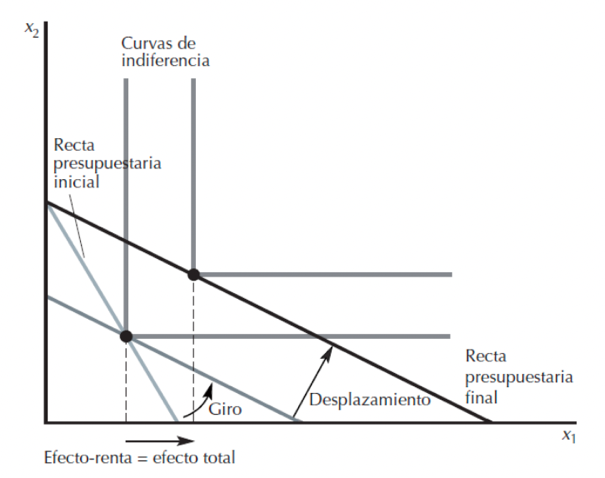 x2
Curvas de
indiferencia
Recta
presupuestaria
inicial
Recta
presupuestaria
final
Desplazamiento
Giro
x1
Efecto-renta = efecto total